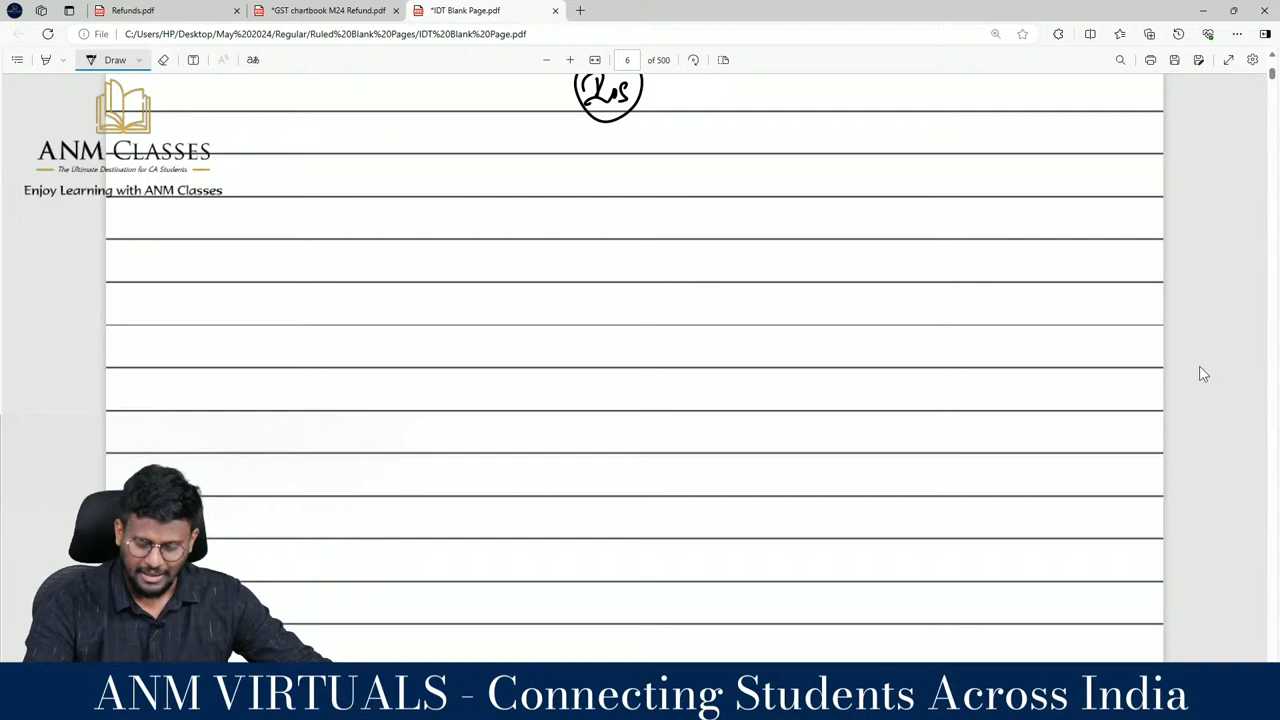 Refunds.pdf
*GST chartbook M24 Refund.pdf
*IDT Blank Page.pdf
File
C:/Users/HP/Desktop/May%202024/Regular/Ruled%20Blank%20Pages/IDT%20Blank%20Page.pdf
Draw
6 of 500
ANM CLASSES
The Ultimate Destination for CA Students
Enjoy Learning with ANM Classes
ANM VIRTUALS - Connecting Students Across India